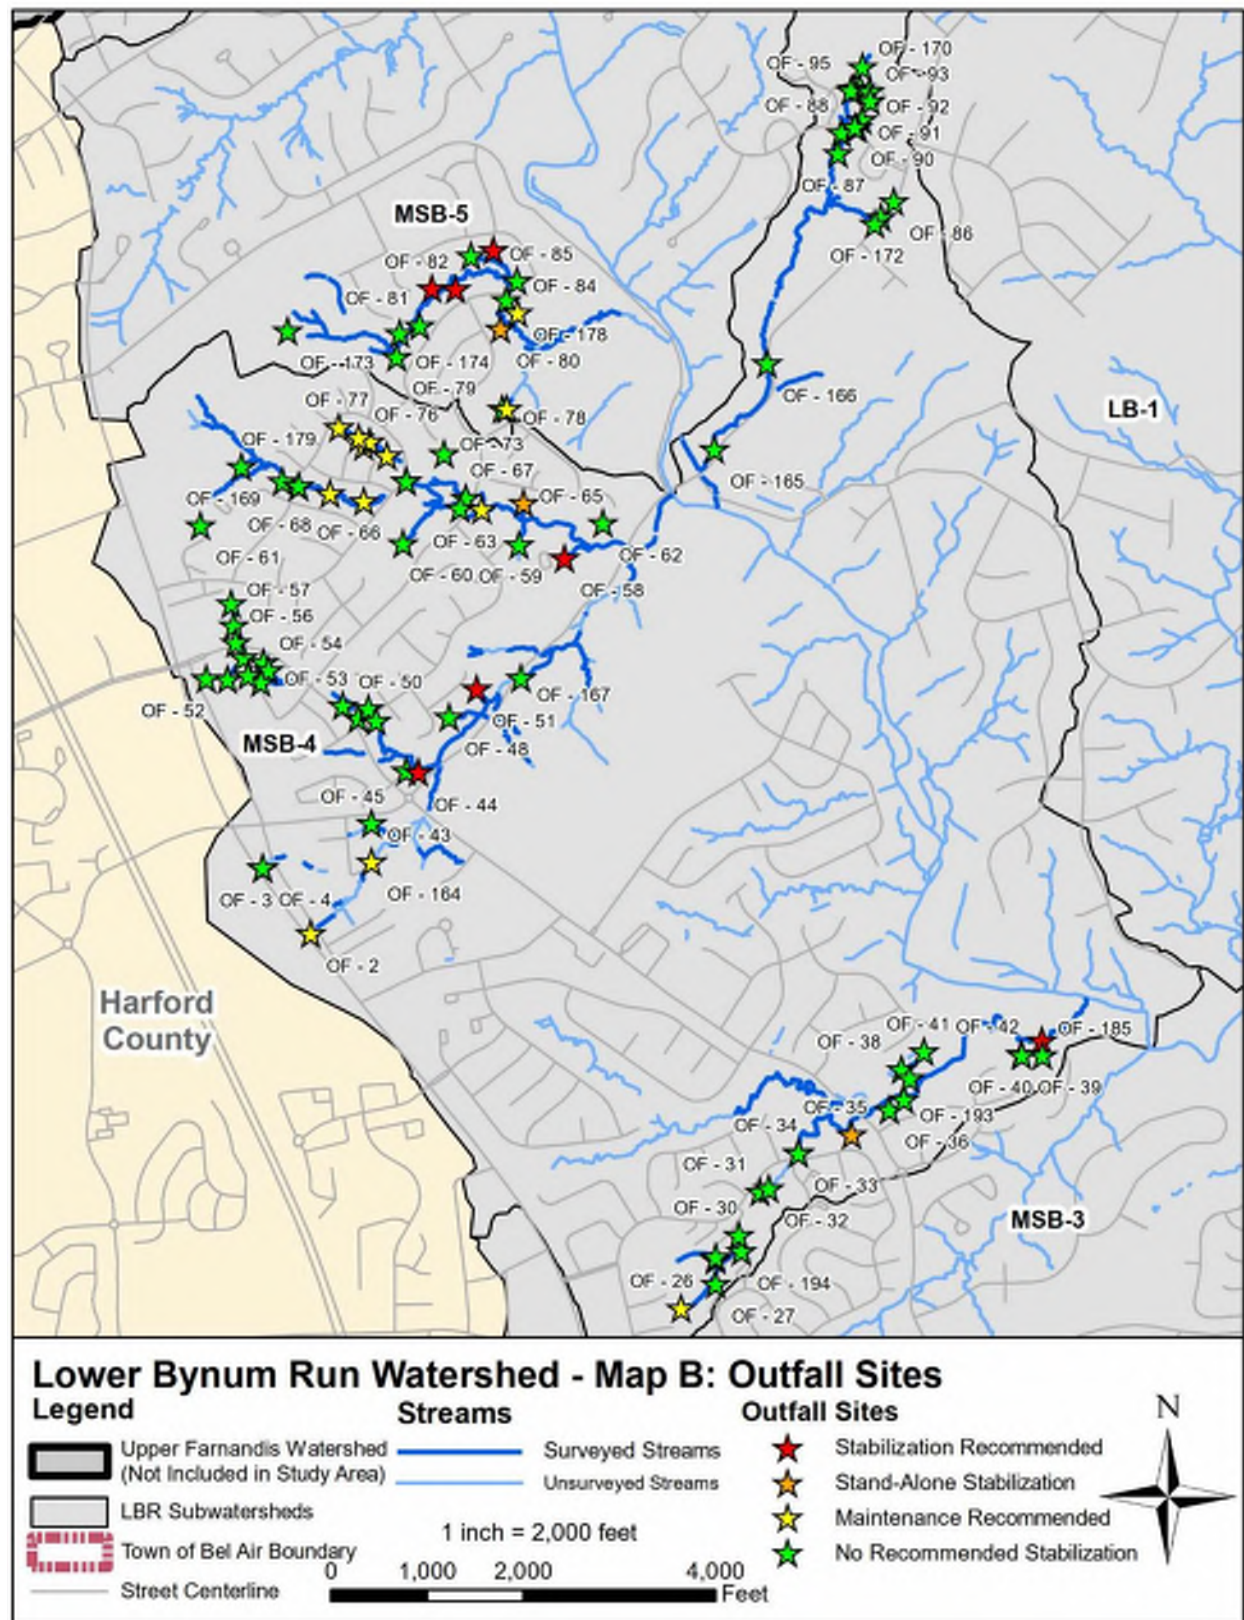 OF - 170
OF - 95
OF - 93
OF - 88
OF - 92
OF - 91
OF - 90
OF - 87
MSB-5
OF - 86
OF - 82
OF - 85
OF - 172
OF - 84
OF - 81
OF - 178
OF - 173
OF - 174
OF - 80
OF - 79
OF - 77
OF - 166
OF - 76
OF - 78
LB-1
OF - 179
OF - 73
OF - 67
OF - 165
OF - 169
OF - 65
OF - 68
OF - 66
OF - 63
OF - 62
OF - 61
OF - 60
OF - 59
OF - 57
OF - 58
OF - 56
OF - 54
OF - 53
OF - 50
OF - 167
OF - 52
OF - 51
MSB-4
OF - 48
OF - 45
OF - 44
OF - 43
OF - 3
OF - 4
OF - 164
OF - 2
Harford
County
OF - 41
OF - 42
OF - 185
OF - 38
OF - 40
OF - 39
OF - 35
OF - 193
OF - 34
OF - 36
OF - 31
OF - 33
OF - 30
OF - 32
MSB-3
OF - 26
OF - 194
OF - 27
Lower Bynum Run Watershed - Map B: Outfall Sites
Legend
Upper Farnandis Watershed
(Not Included in Study Area)
LBR Subwatersheds
Town of Bel Air Boundary
Street Centerline
Streams
Surveyed Streams
Unsurveyed Streams
1 inch = 2,000 feet
0 1,000 2,000 4,000
Feet
Outfall Sites
Stabilization Recommended
Stand-Alone Stabilization
Maintenance Recommended
No Recommended Stabilization
N